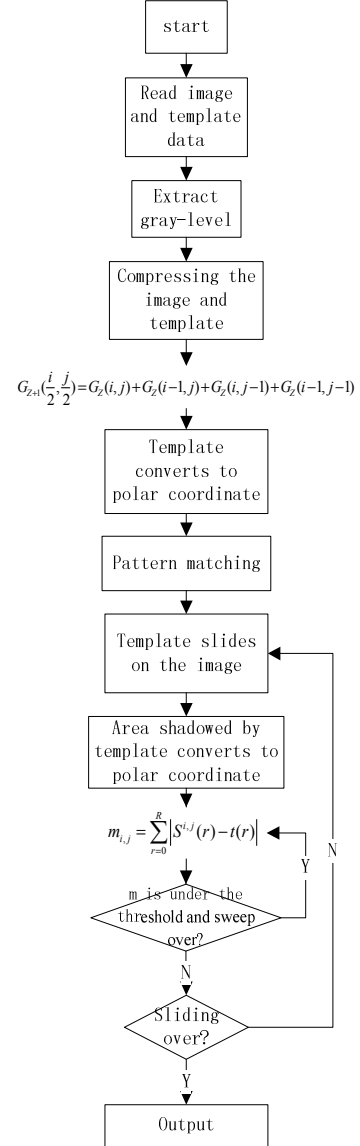 start
Read image
and template
data
Extract
gray-level
Compressing the
image and
template
G_{Z+1}(i/2, j/2)=G_Z(i,j)+G_Z(i−1,j)+G_Z(i,j−1)+G_Z(i−1,j−1)
Template
converts to
polar coordinate
Pattern matching
Template slides
on the image
Area shadowed by
template converts to
polar coordinate
m_{i,j} = \sum_{r=0}^{R} |S^{i,j}(r)−t(r)|
Y
N
m is under the
threshold and sweep
over?
N
Sliding
over?
Y
Output